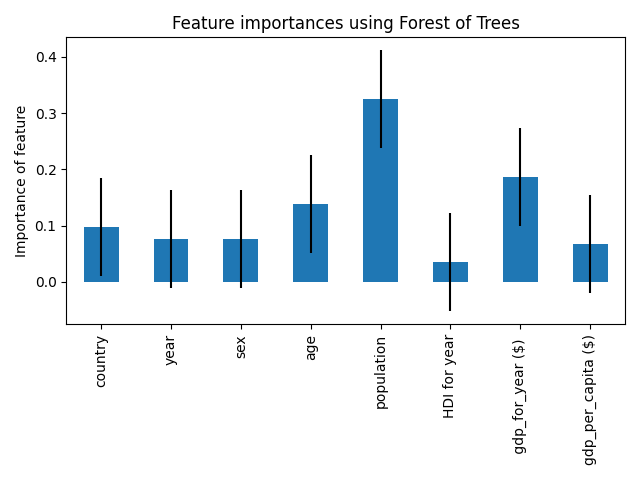 Feature importances using Forest of Trees
Importance of feature
0.4
0.3
0.2
0.1
0.0
country
year
sex
age
population
HDI for year
gdp_for_year ($)
gdp_per_capita ($)